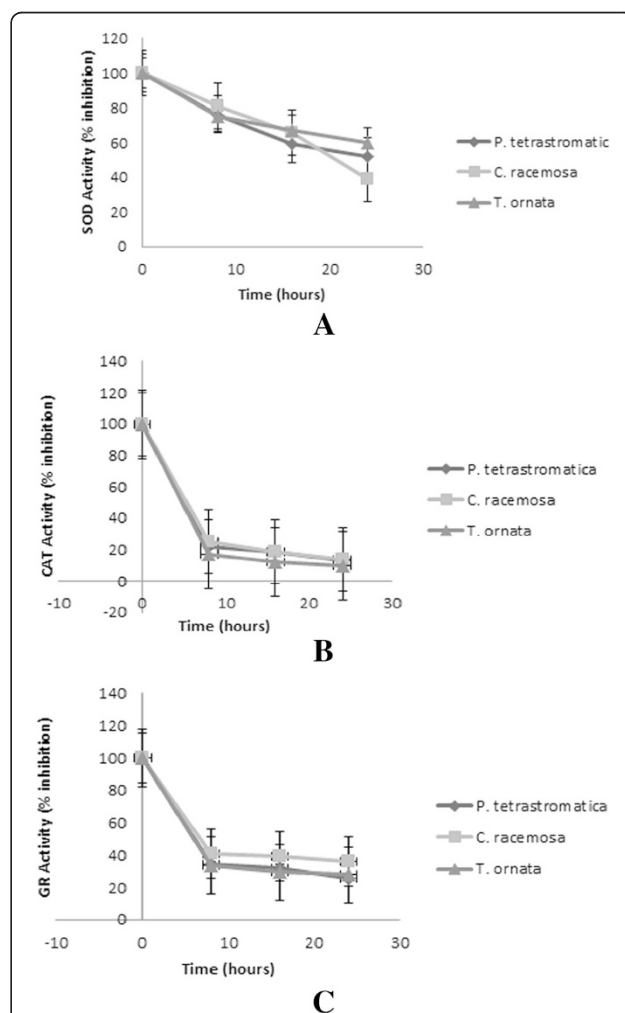 120
100
80
60
40
20
0
SOD Activity (% inhibition)
0 10 20 30
Time (hours)
P. tetrastromatic
C. racemosa
T. ornata
A
140
120
100
80
60
40
20
0
-20
CAT Activity (% inhibition)
-10 0 10 20 30
Time (hours)
P. tetrastromatica
C. racemosa
T. ornata
B
140
120
100
80
60
40
20
0
GR Activity (% inhibition)
-10 0 10 20 30
Time (hours)
P. tetrastromatica
C. racemosa
T. ornata
C